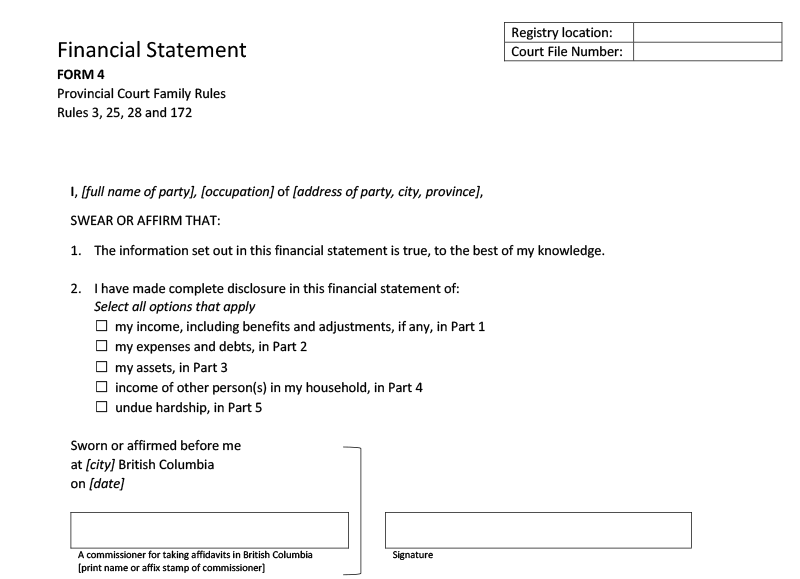 Registry location:
Court File Number:
Financial Statement
FORM 4
Provincial Court Family Rules
Rules 3, 25, 28 and 172
I, [full name of party], [occupation] of [address of party, city, province],
SWEAR OR AFFIRM THAT:
1. The information set out in this financial statement is true, to the best of my knowledge.
2. I have made complete disclosure in this financial statement of:
Select all options that apply
☐ my income, including benefits and adjustments, if any, in Part 1
☐ my expenses and debts, in Part 2
☐ my assets, in Part 3
☐ income of other person(s) in my household, in Part 4
☐ undue hardship, in Part 5
Sworn or affirmed before me
at [city] British Columbia
on [date]
A commissioner for taking affidavits in British Columbia
[print name or affix stamp of commissioner]
Signature